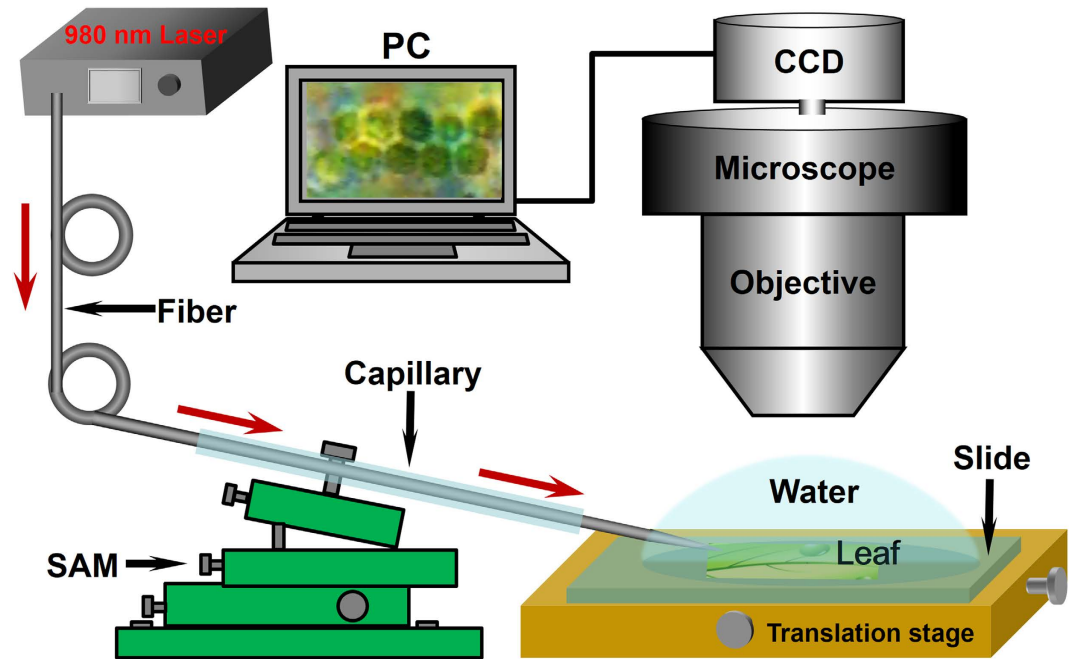 980 nm Laser
PC
CCD
Microscope
Objective
Fiber
Capillary
Slide
Water
Leaf
SAM
Translation stage